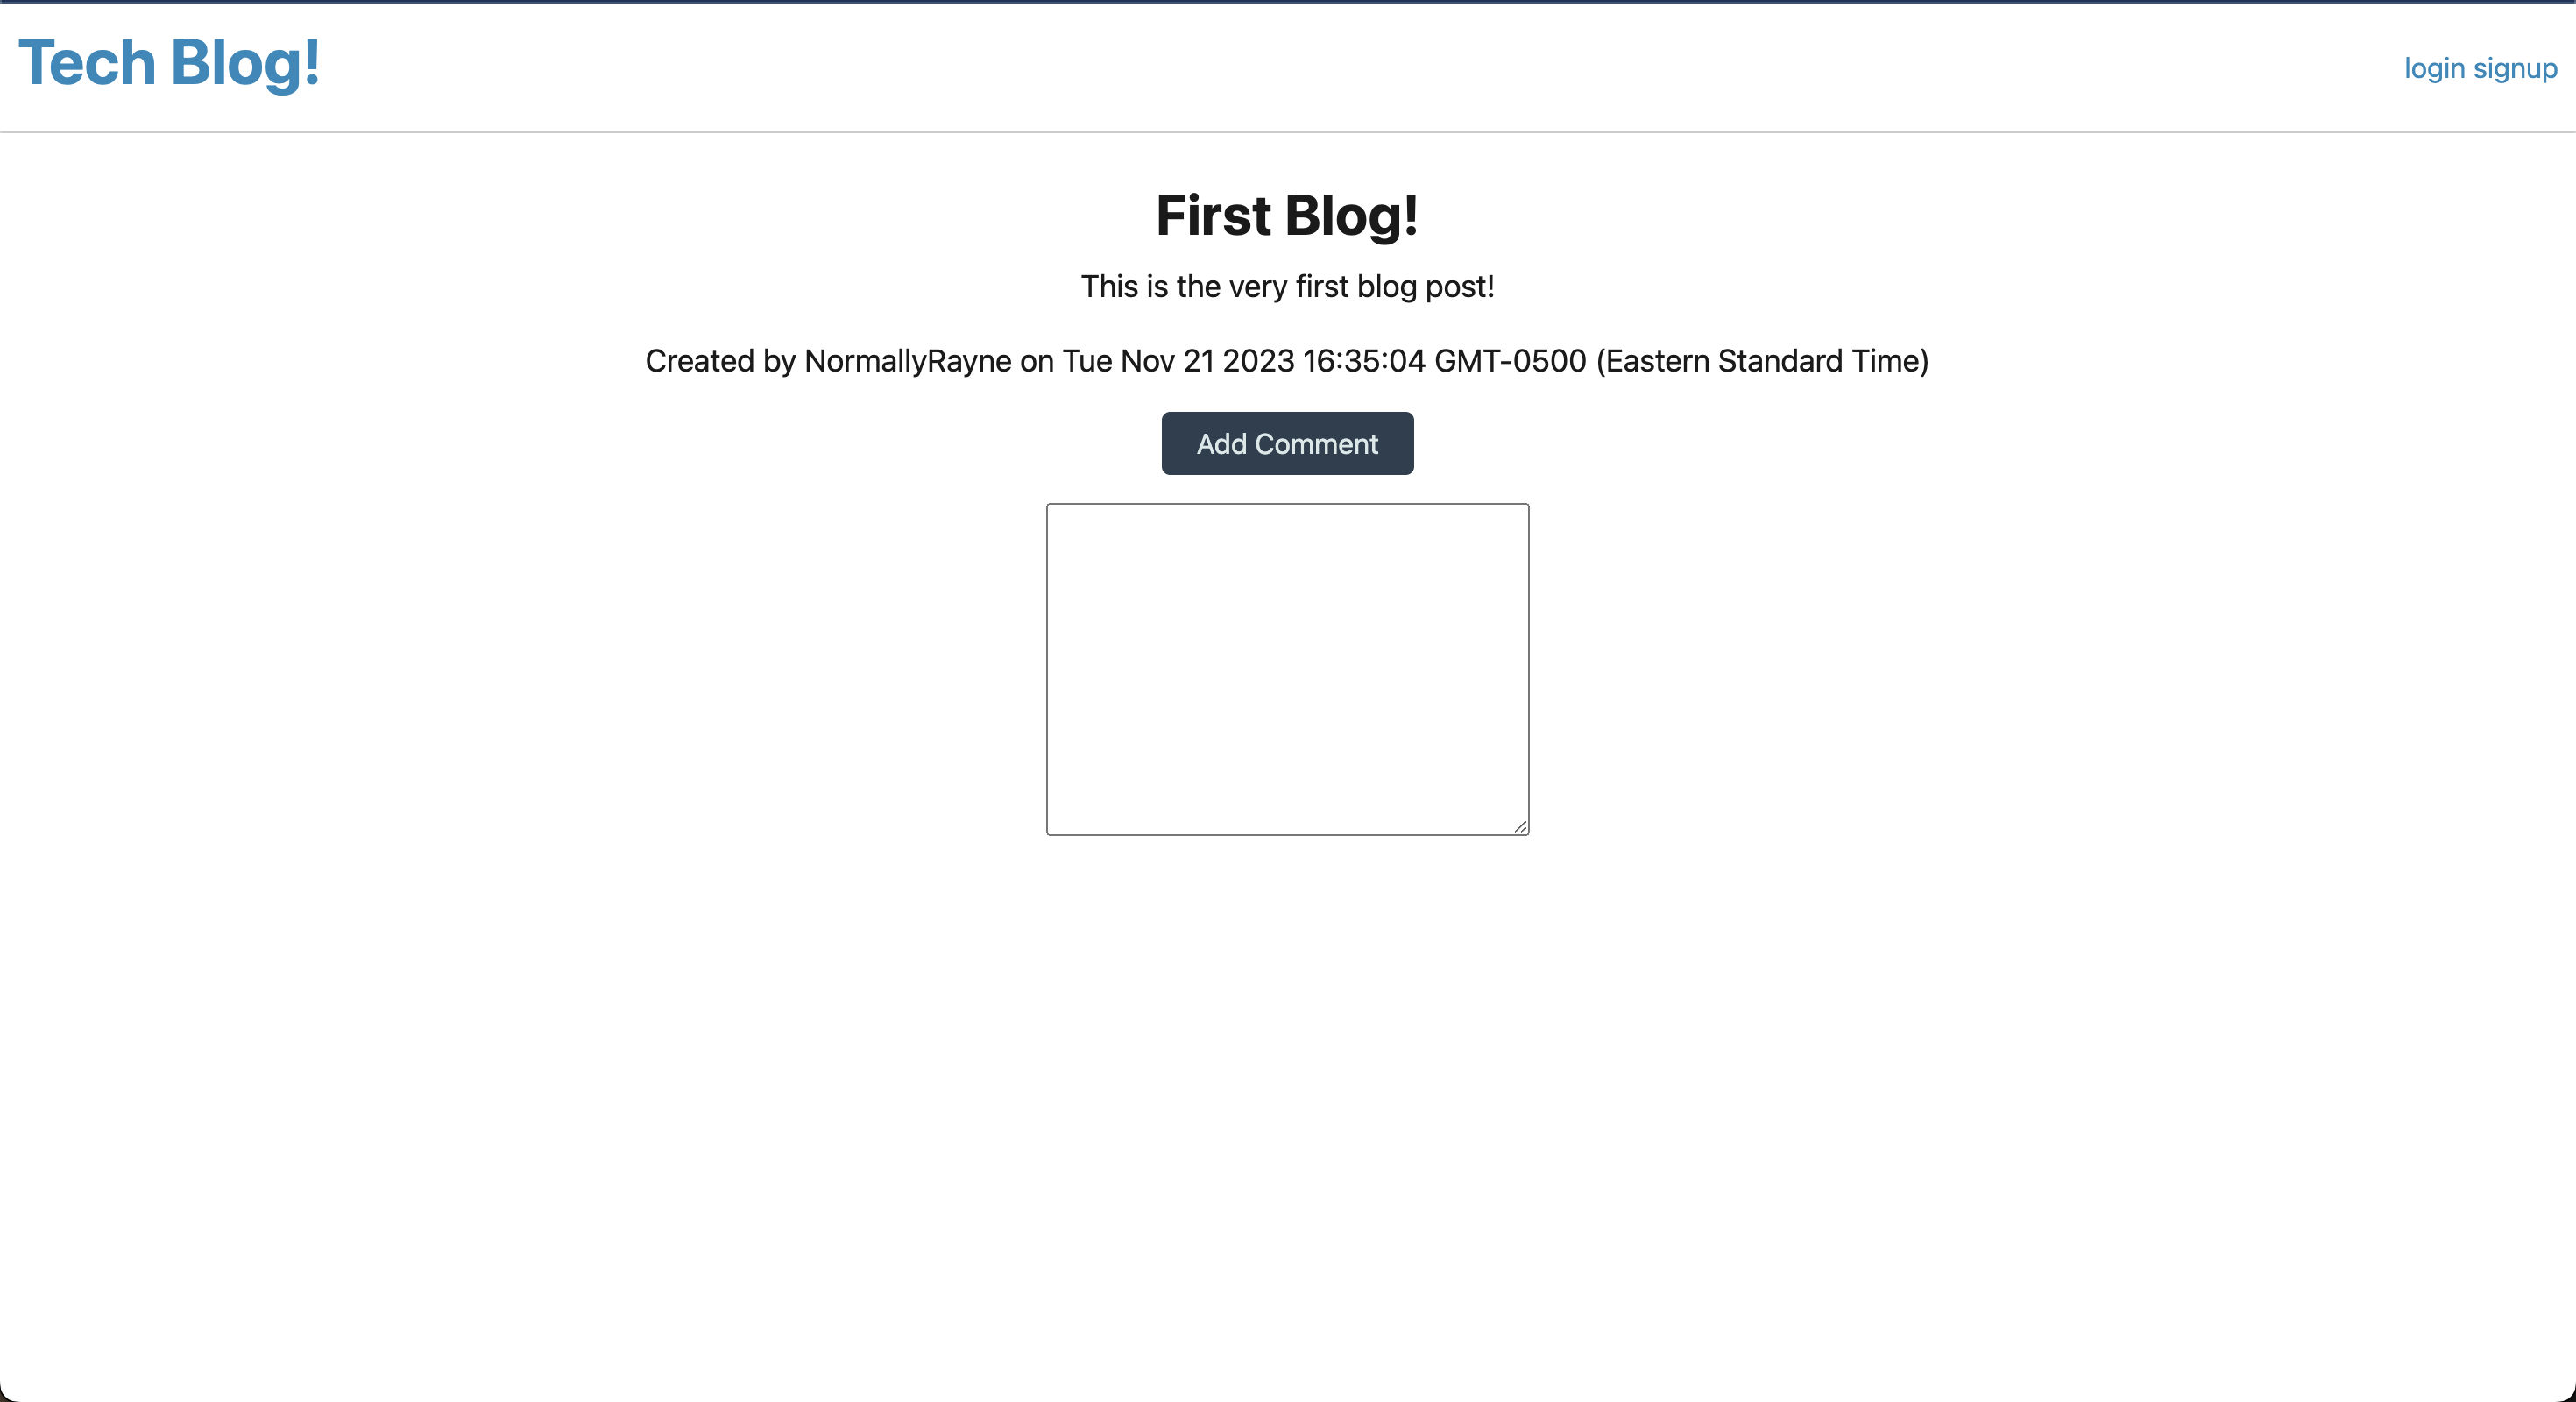 Tech Blog!
login signup
First Blog!
This is the very first blog post!
Created by NormallyRayne on Tue Nov 21 2023 16:35:04 GMT-0500 (Eastern Standard Time)
Add Comment